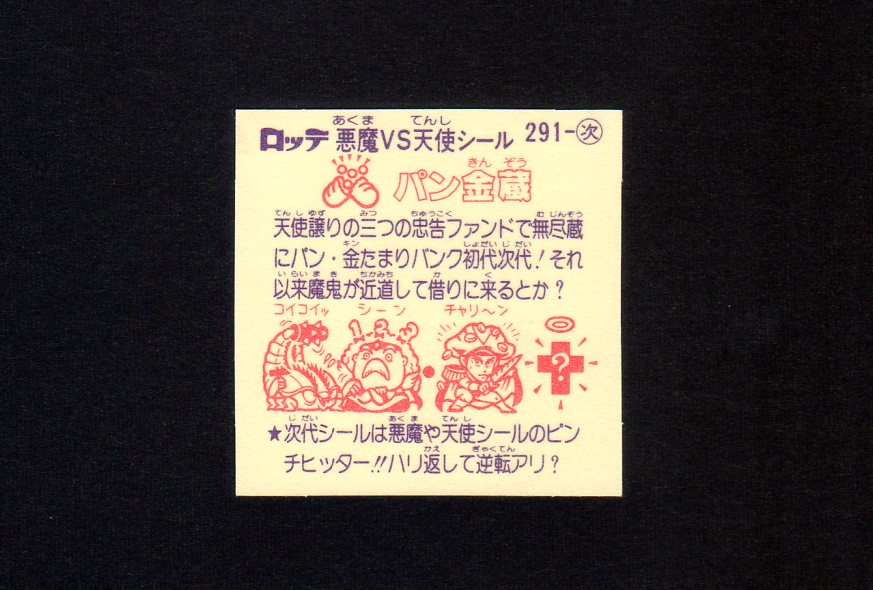 ロッテ 悪魔VS天使シール 291-次
あくま てんし
パン金蔵
きん ぞう
天使譲りの三つの忠告ファンドで無尽蔵
てんしゆず みつ ちゅうこく むじんぞう
にパン・金たまりバンク初代次代！それ
キン しょだいじだい
以来魔鬼が近道して借りに来るとか？
いらいまき ちかみち か く
コイコイッ シーン チャリ〜ン
1-2-3
?
★次代シールは悪魔や天使シールのピン
じだい あくま てんし
チヒッター!!ハリ返して逆転アリ？
かえ ぎゃくてん